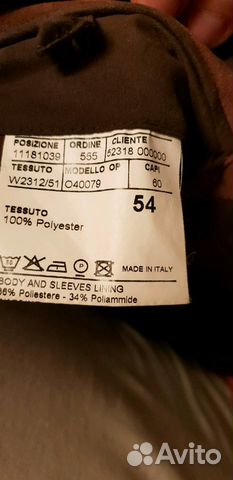 POSIZIONE ORDINE CLIENTE
11181039 555 52318 000000
TESSUTO MODELLO OP CAPI
W2312/51 O40079 60
54
TESSUTO
100% Polyester
MADE IN ITALY
BODY AND SLEEVES LINING
66% Poliestere - 34% Poliammide
Avito